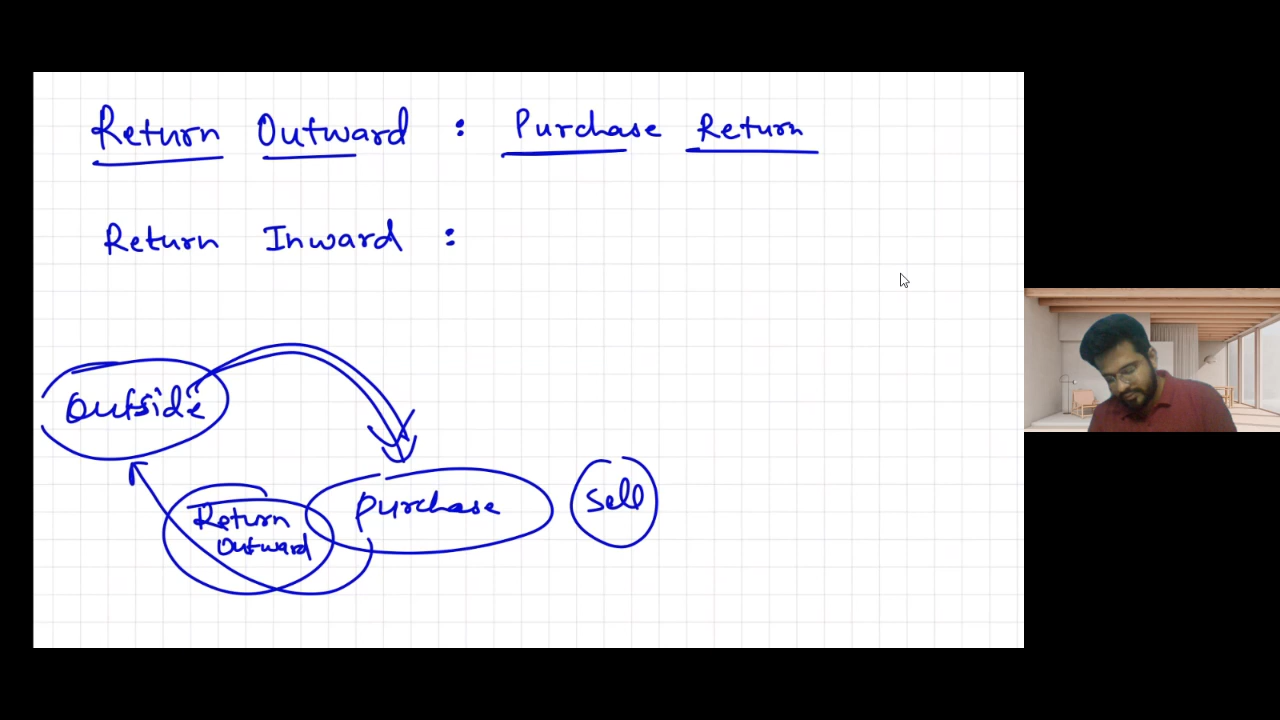 Return Outward : Purchase Return
Return Inward :
Outside
Purchase
Sell
Return
Outward